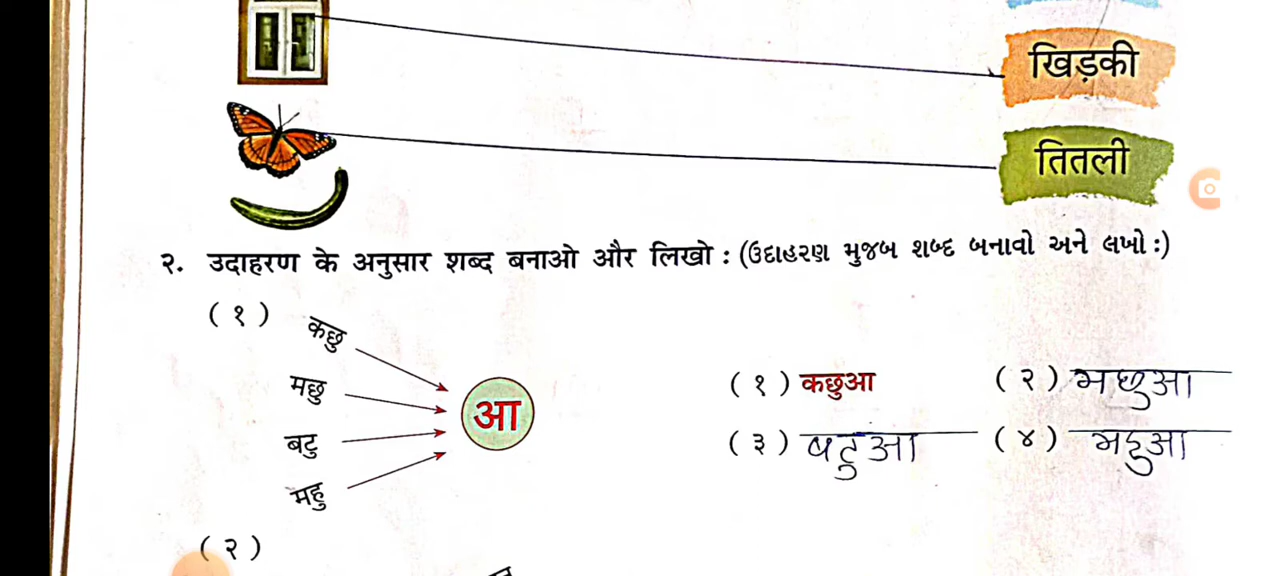 खिड़की
तितली
२. उदाहरण के अनुसार शब्द बनाओ और लिखो : (ઉદાહરણ મુજબ શબ્દ બનાવો અને લખો :)
( १ )
कछु
मछु
बटु
महु
आ
( १ ) कछुआ ( २ ) मछुआ
( ३ ) बटुआ ( ४ ) महुआ
( २ )